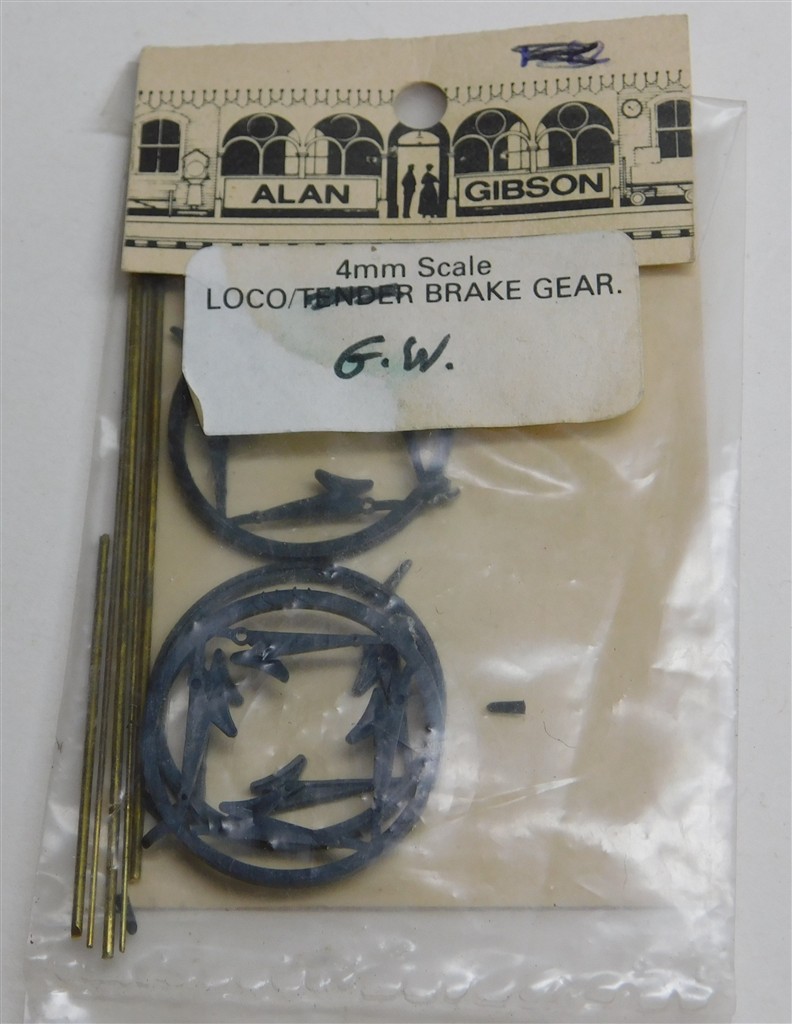 ALAN GIBSON
4mm Scale
LOCO/TENDER BRAKE GEAR.
G.W.